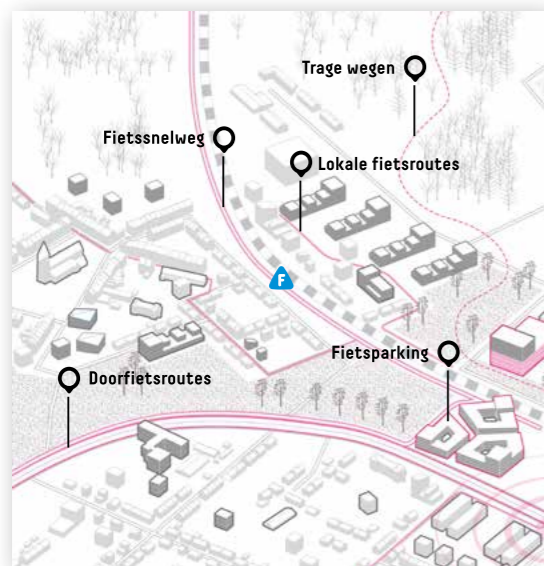 Trage wegen
Fietssnelweg
Lokale fietsroutes
F
Fietsparking
Doorfietsroutes